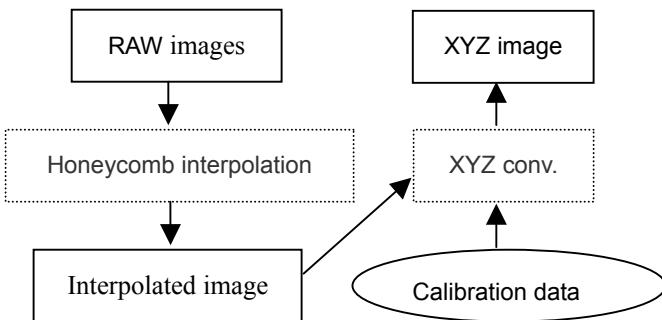 RAW images
XYZ image
Honeycomb interpolation
XYZ conv.
Interpolated image
Calibration data